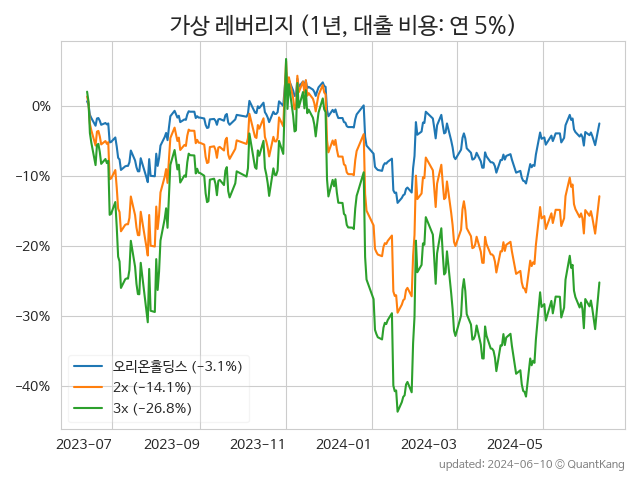 가상 레버리지 (1년, 대출 비용: 연 5%)
0%
−10%
−20%
−30%
−40%
오리온홀딩스 (−3.1%)
2x (−14.1%)
3x (−26.8%)
2023-07 2023-09 2023-11 2024-01 2024-03 2024-05
updated: 2024-06-10 © QuantKang